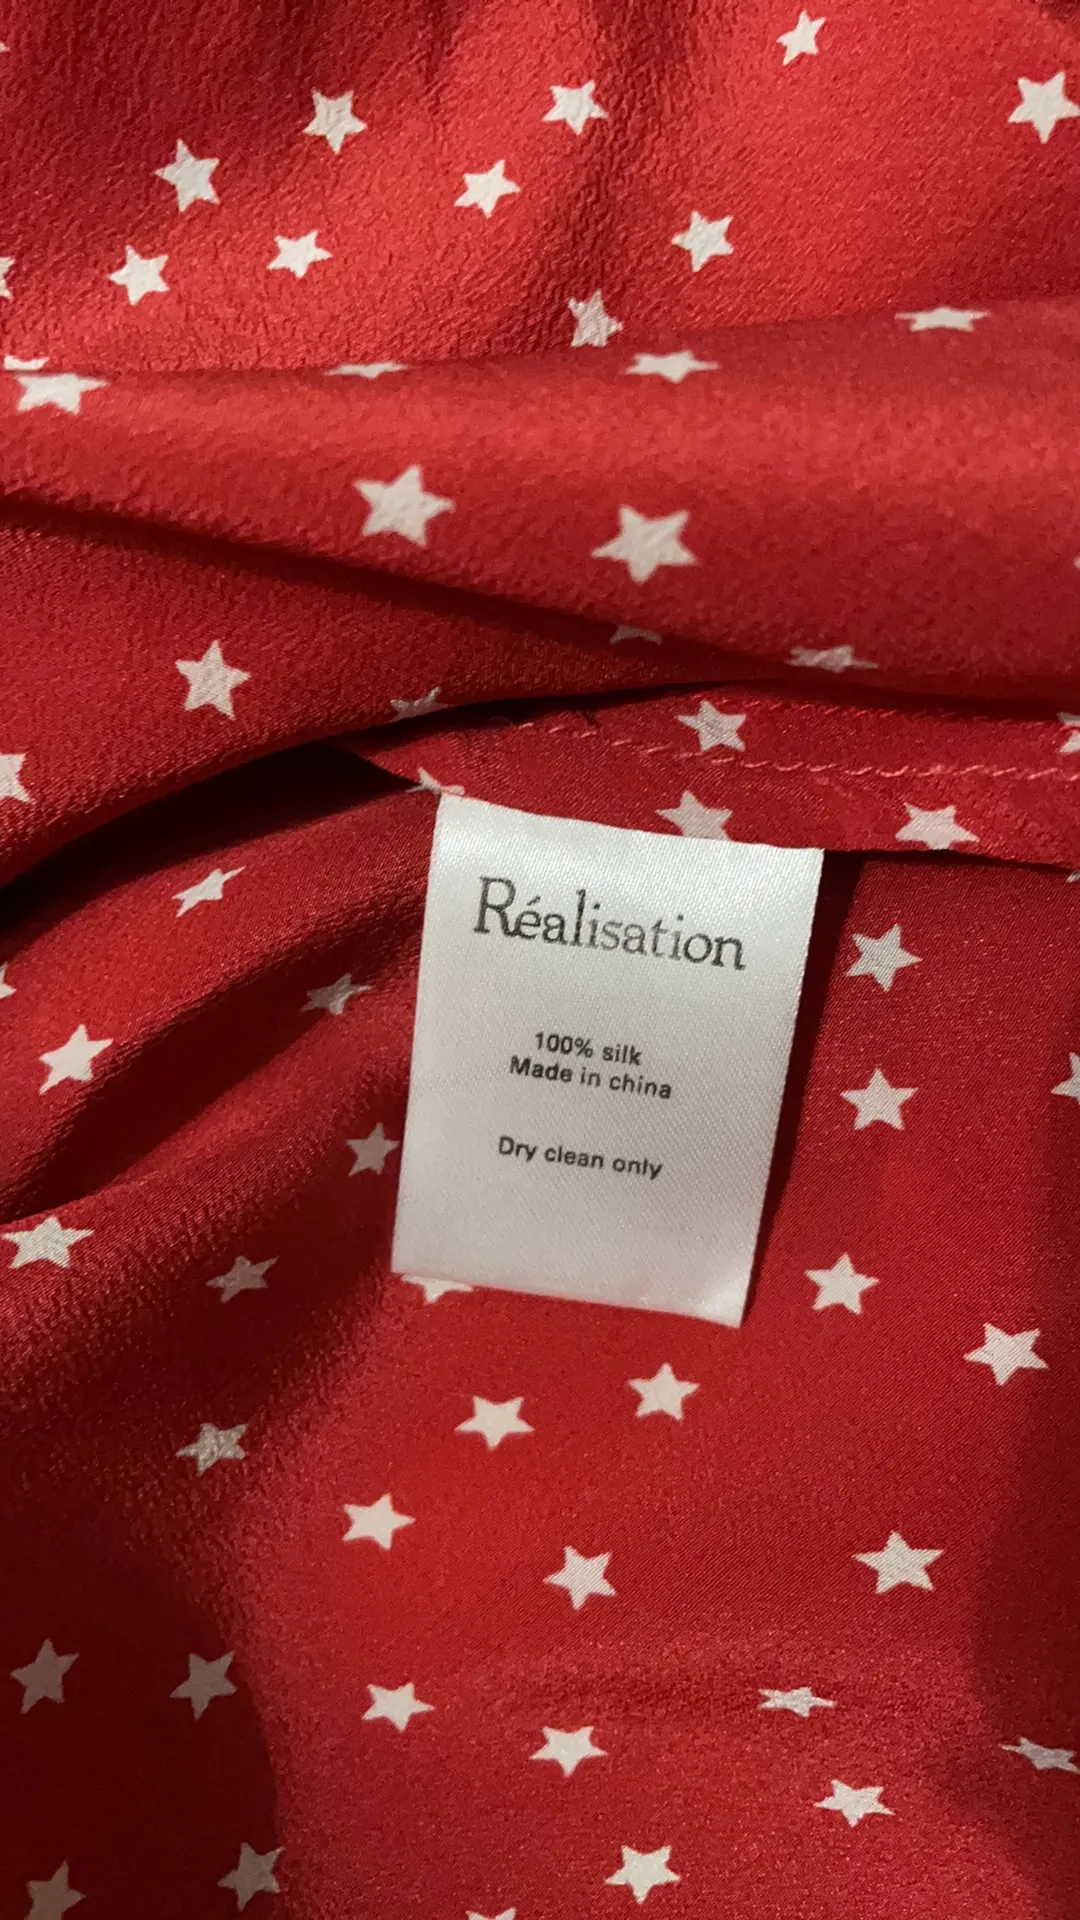 Réalisation
100% silk
Made in china
Dry clean only